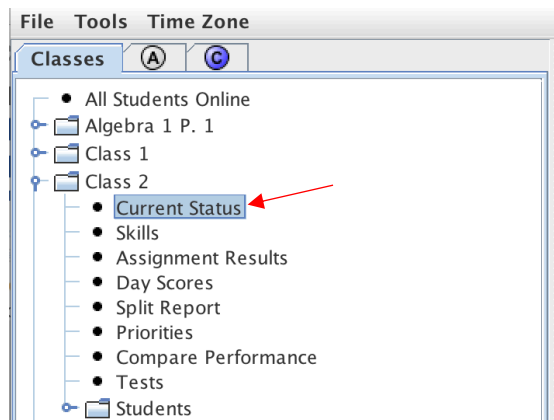 File Tools Time Zone
Classes A C
All Students Online
Algebra 1 P. 1
Class 1
Class 2
Current Status
Skills
Assignment Results
Day Scores
Split Report
Priorities
Compare Performance
Tests
Students